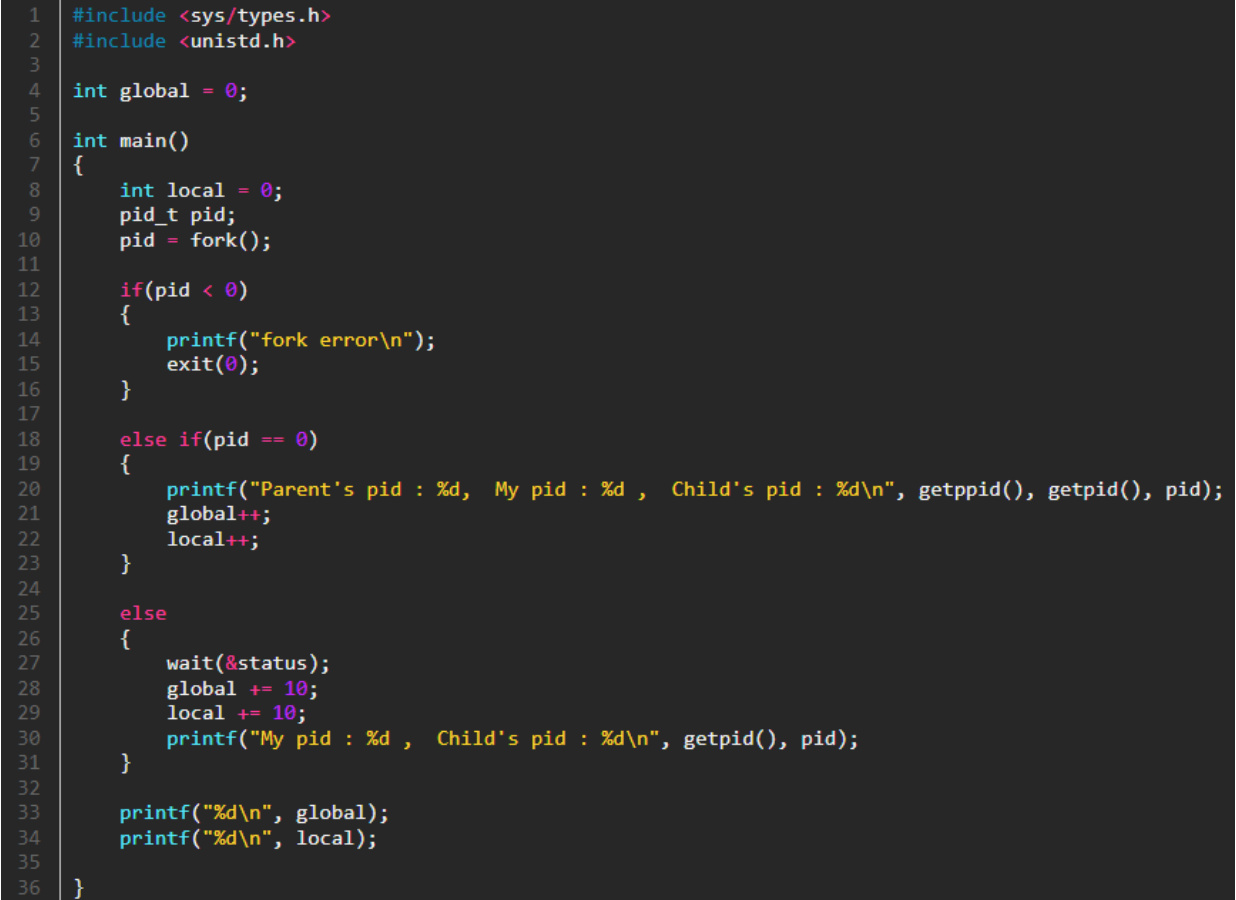 1 #include <sys/types.h>
2 #include <unistd.h>
3
4 int global = 0;
5
6 int main()
7 {
8     int local = 0;
9     pid_t pid;
10     pid = fork();
11
12     if(pid < 0)
13     {
14         printf("fork error\n");
15         exit(0);
16     }
17
18     else if(pid == 0)
19     {
20         printf("Parent's pid : %d,  My pid : %d ,  Child's pid : %d\n", getppid(), getpid(), pid);
21         global++;
22         local++;
23     }
24
25     else
26     {
27         wait(&status);
28         global += 10;
29         local += 10;
30         printf("My pid : %d ,  Child's pid : %d\n", getpid(), pid);
31     }
32
33     printf("%d\n", global);
34     printf("%d\n", local);
35
36 }